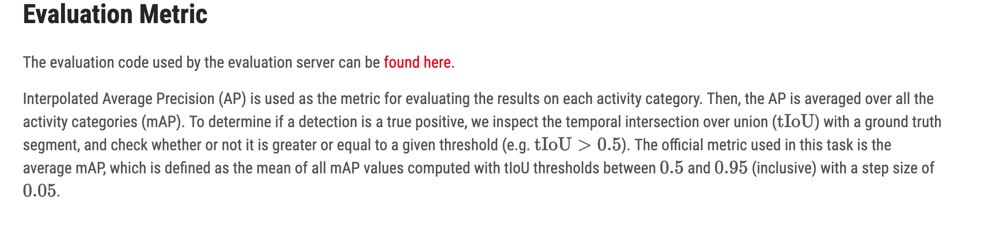 Evaluation Metric
The evaluation code used by the evaluation server can be found here.
Interpolated Average Precision (AP) is used as the metric for evaluating the results on each activity category. Then, the AP is averaged over all the
activity categories (mAP). To determine if a detection is a true positive, we inspect the temporal intersection over union (tIoU) with a ground truth
segment, and check whether or not it is greater or equal to a given threshold (e.g. tIoU > 0.5). The official metric used in this task is the
average mAP, which is defined as the mean of all mAP values computed with tIoU thresholds between 0.5 and 0.95 (inclusive) with a step size of
0.05.